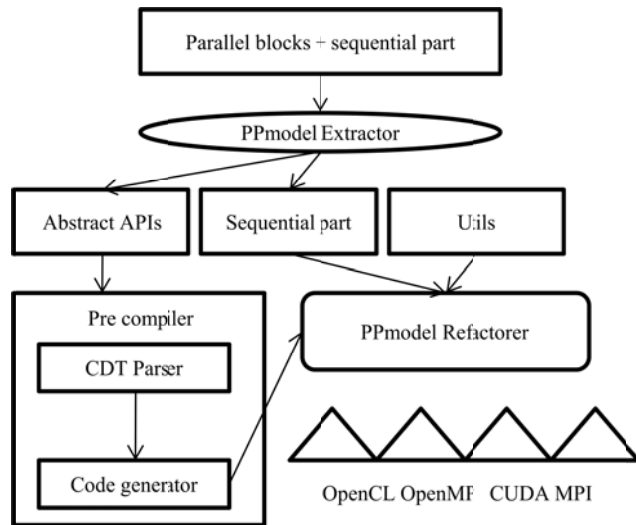 Parallel blocks + sequential part
PPmodel Extractor
Abstract APIs
Sequential part
Utils
Pre compiler
CDT Parser
Code generator
PPmodel Refactorer
OpenCL OpenMP CUDA MPI